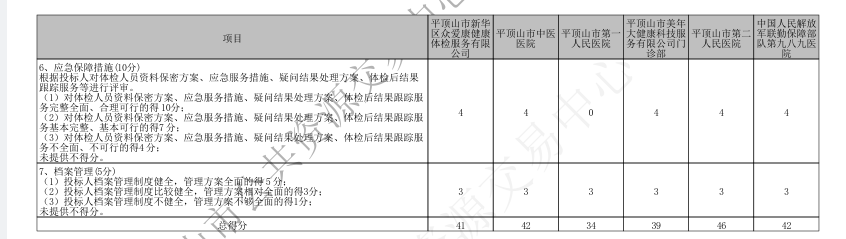 项目
平顶山市新华区众爱康健康体检服务有限公司
平顶山市中医医院
平顶山市第一人民医院
平顶山市美年大健康科技服务有限公司门诊部
平顶山市第二人民医院
中国人民解放军联勤保障部队第九八九医院
6、应急保障措施(10分)
根据投标人对体检人员资料保密方案、应急服务措施、疑问结果处理方案、体检后结果
跟踪服务等进行评审。
(1)对体检人员资料保密方案、应急服务措施、疑问结果处理方案、体检后结果跟踪服
务完整全面、合理可行的得10分;
(2)对体检人员资料保密方案、应急服务措施、疑问结果处理方案、体检后结果跟踪服
务基本完整、基本可行的得7分;
(3)对体检人员资料保密方案、应急服务措施、疑问结果处理方案、体检后结果跟踪服
务不全面、不可行的得4分;
未提供不得分。
4 4 0 4 4 4
7、档案管理(5分)
(1)投标人档案管理制度健全,管理方案全面的得5分;
(2)投标人档案管理制度比较健全,管理方案相对全面的得3分;
(3)投标人档案管理制度不健全,管理方案不够全面的得1分;
未提供不得分。
3 3 3 3 3 3
总得分 41 42 34 39 46 42